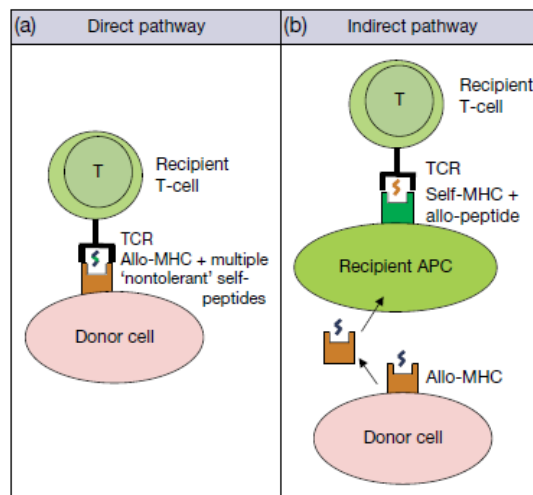 (a) Direct pathway
T
Recipient
T-cell
TCR
Allo-MHC + multiple
'nontolerant' self-
peptides
Donor cell
(b) Indirect pathway
T
Recipient
T-cell
TCR
Self-MHC +
allo-peptide
Recipient APC
Allo-MHC
Donor cell